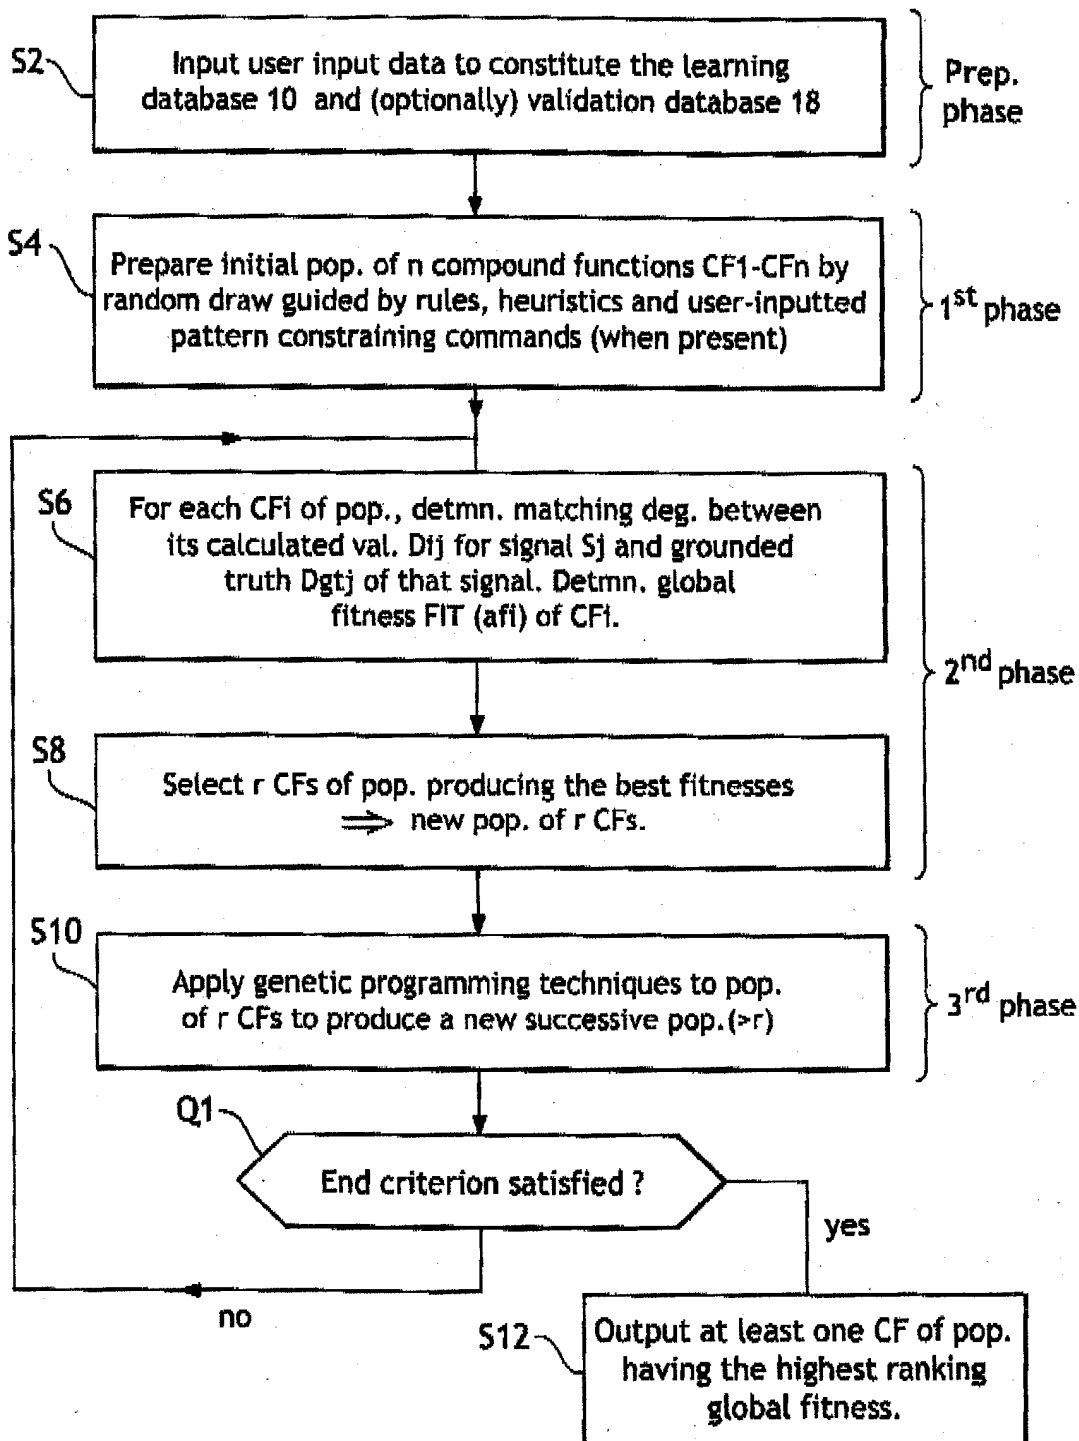 S2
Input user input data to constitute the learning
database 10 and (optionally) validation database 18
Prep.
phase
S4
Prepare initial pop. of n compound functions CF1-CFn by
random draw guided by rules, heuristics and user-inputted
pattern constraining commands (when present)
1st phase
S6
For each CFi of pop., detmn. matching deg. between
its calculated val. Dij for signal Sj and grounded
truth Dgtj of that signal. Detmn. global
fitness FIT (afi) of CFi.
2nd phase
S8
Select r CFs of pop. producing the best fitnesses
⟹ new pop. of r CFs.
S10
Apply genetic programming techniques to pop.
of r CFs to produce a new successive pop.(>r)
3rd phase
Q1
End criterion satisfied ?
yes
no
S12
Output at least one CF of pop.
having the highest ranking
global fitness.